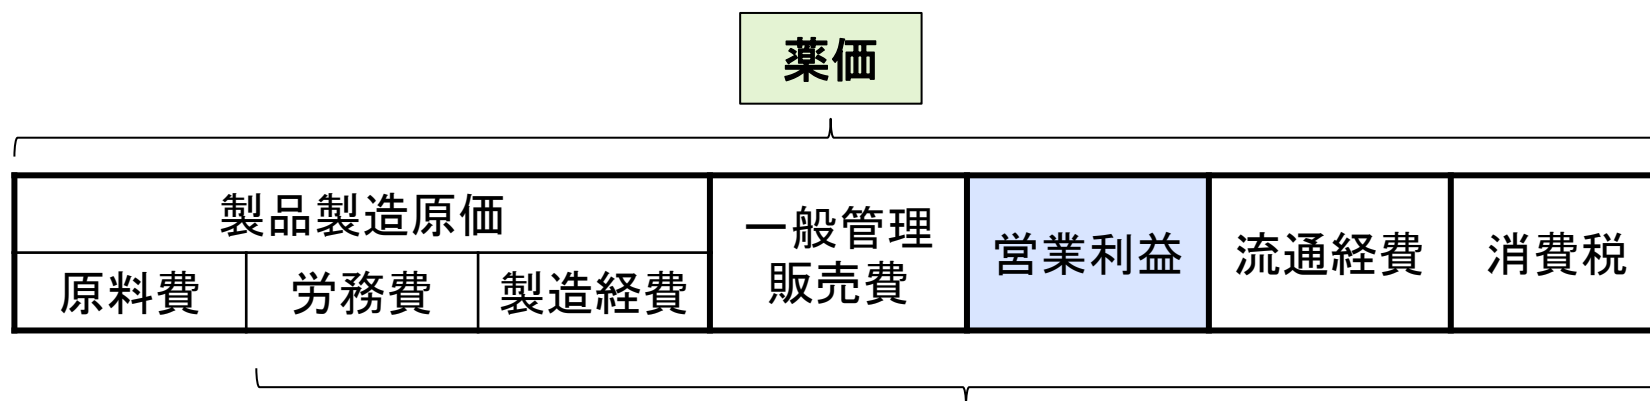 薬価
製品製造原価
原料費
労務費
製造経費
一般管理
販売費
営業利益
流通経費
消費税